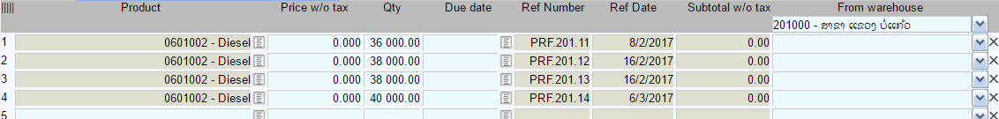 ||||| Product Price w/o tax Qty Due date Ref Number Ref Date Subtotal w/o tax From warehouse
201000 - ສາຂາ ແຂວງ ບໍ່ແກ້ວ
1 0601002 - Diesel 0.000 36 000.00 PRF.201.11 8/2/2017 0.00
2 0601002 - Diesel 0.000 38 000.00 PRF.201.12 16/2/2017 0.00
3 0601002 - Diesel 0.000 38 000.00 PRF.201.13 16/2/2017 0.00
4 0601002 - Diesel 0.000 40 000.00 PRF.201.14 6/3/2017 0.00
5